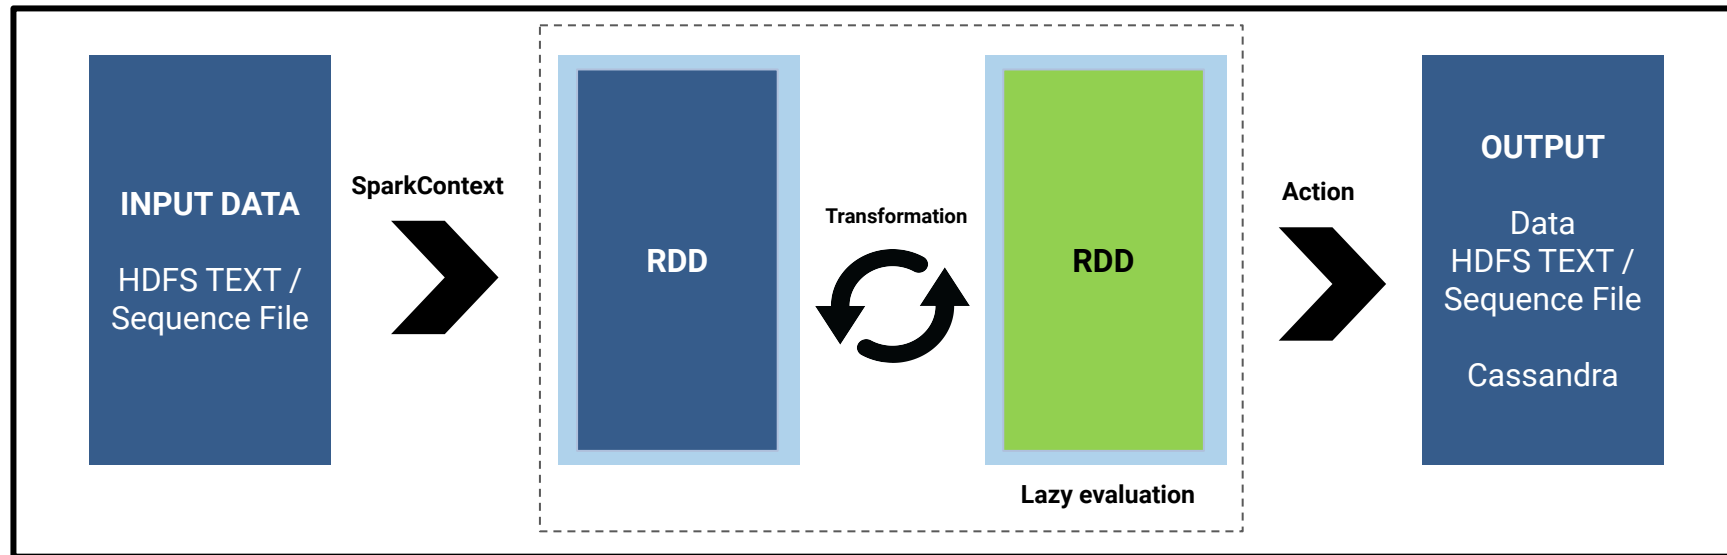 INPUT DATA
HDFS TEXT /
Sequence File
SparkContext
RDD
Transformation
RDD
Lazy evaluation
Action
OUTPUT
Data
HDFS TEXT /
Sequence File
Cassandra